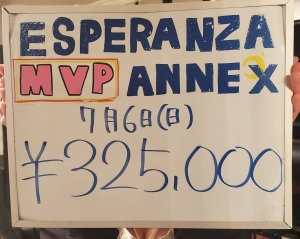 ESPERANZA
MVP ANNEX
7月6日(日)
¥325,000